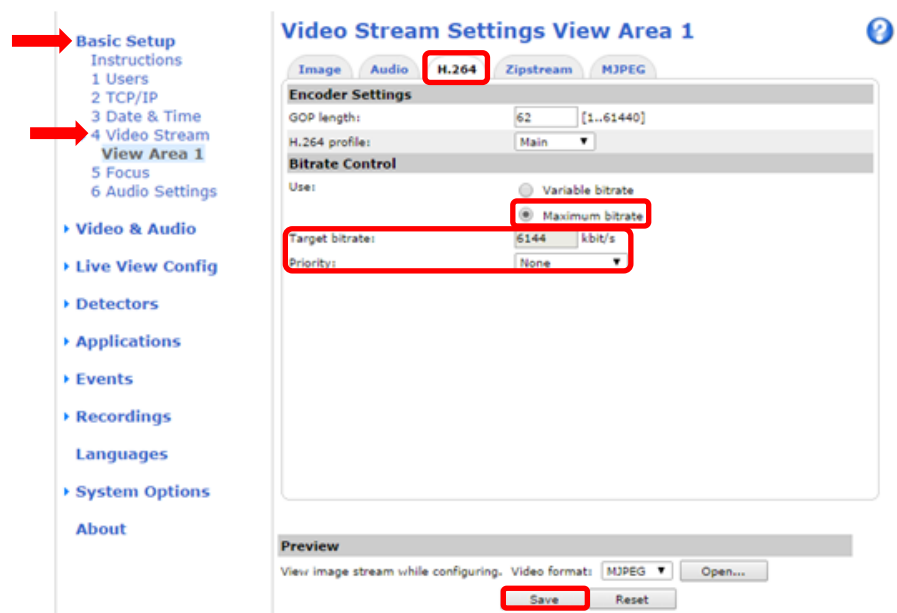 Basic Setup
Instructions
1 Users
2 TCP/IP
3 Date & Time
4 Video Stream
View Area 1
5 Focus
6 Audio Settings
Video & Audio
Live View Config
Detectors
Applications
Events
Recordings
Languages
System Options
About
Video Stream Settings View Area 1
?
Image Audio H.264 Zipstream MJPEG
Encoder Settings
GOP length: 62 [1..61440]
H.264 profile: Main
Bitrate Control
Use: Variable bitrate
Maximum bitrate
Target bitrate: 6144 kbit/s
Priority: None
Preview
View image stream while configuring. Video format: MJPEG Open...
Save Reset